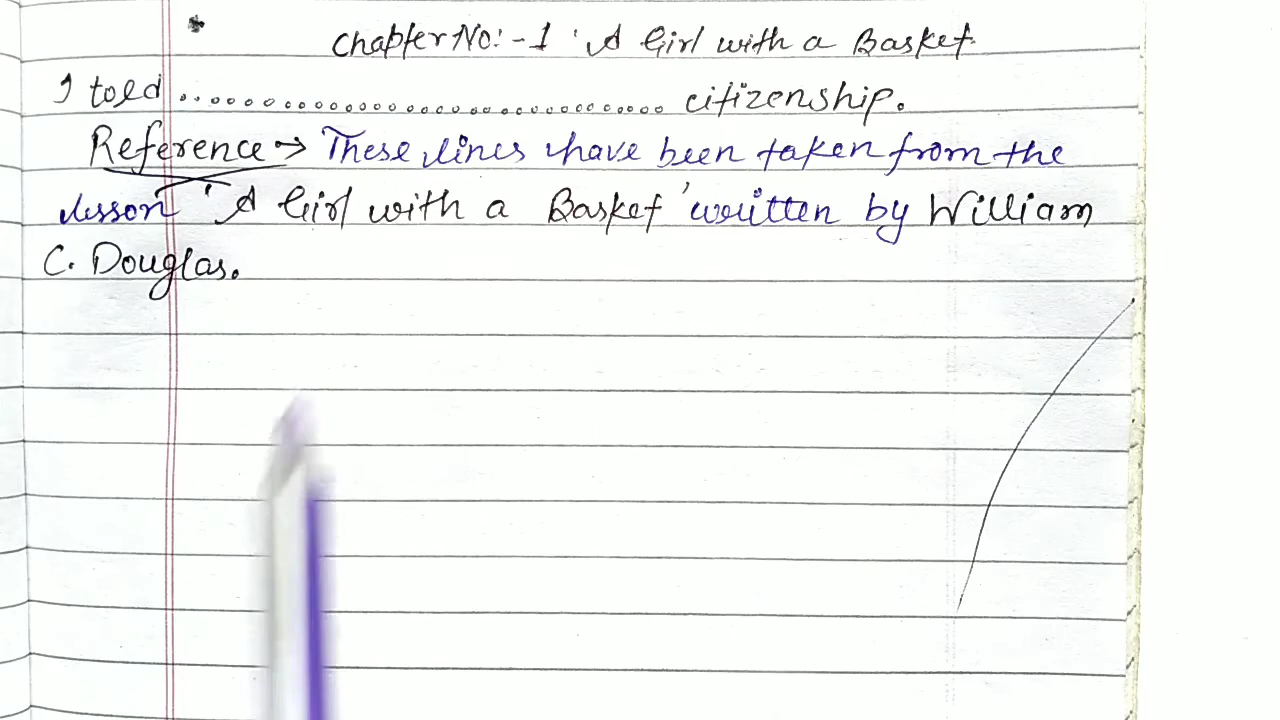 Chapter No:-1 'A Girl with a Basket
I told .............................. citizenship.
Reference → These lines have been taken from the
lesson 'A Girl with a Basket' written by William
C. Douglas.